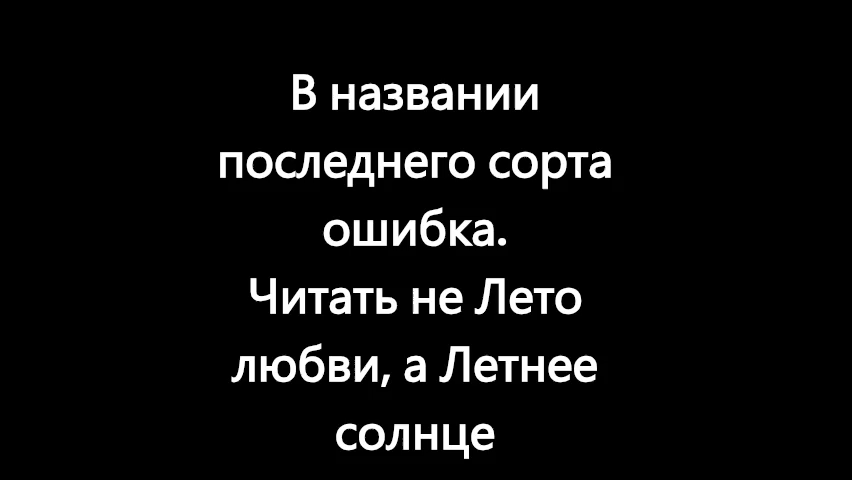 В названии
последнего сорта
ошибка.
Читать не Лето
любви, а Летнее
солнце